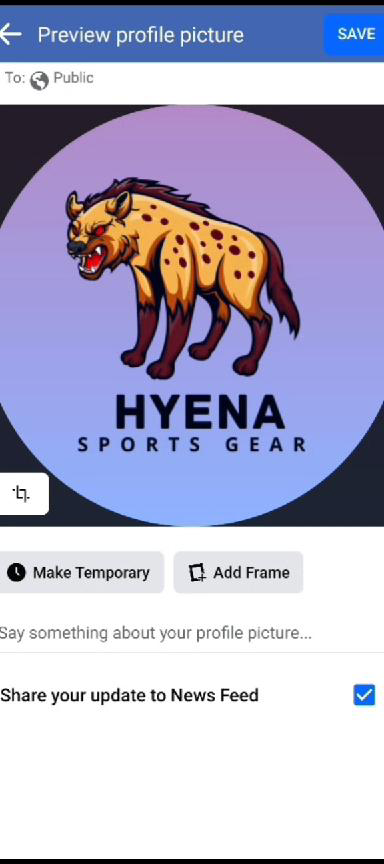 Preview profile picture
SAVE
To: Public
HYENA
SPORTS GEAR
Make Temporary
Add Frame
Say something about your profile picture...
Share your update to News Feed